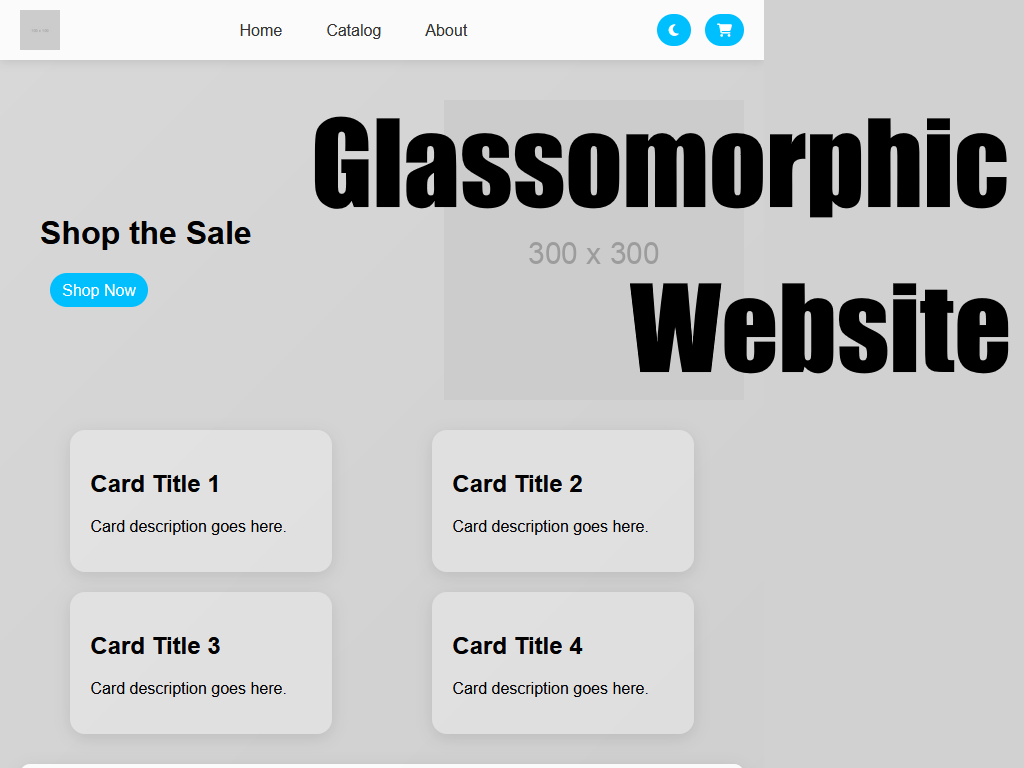 Home Catalog About
Glassomorphic
Shop the Sale
300 x 300
Shop Now
Website
Card Title 1
Card description goes here.
Card Title 2
Card description goes here.
Card Title 3
Card description goes here.
Card Title 4
Card description goes here.